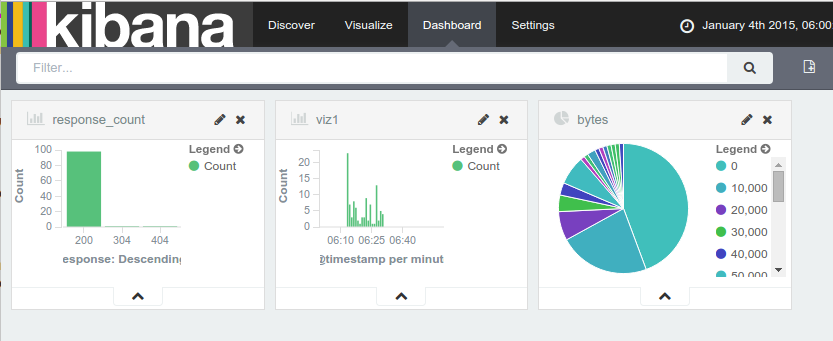 kibana
Discover Visualize Dashboard Settings January 4th 2015, 06:00
Filter...
response_count
Legend
Count
Count
100
80
60
40
20
0
200 304 404
esponse: Descending
viz1
Legend
Count
Count
20
15
10
5
0
06:10 06:25 06:40
@timestamp per minut
bytes
Legend
0
10,000
20,000
30,000
40,000
50,000